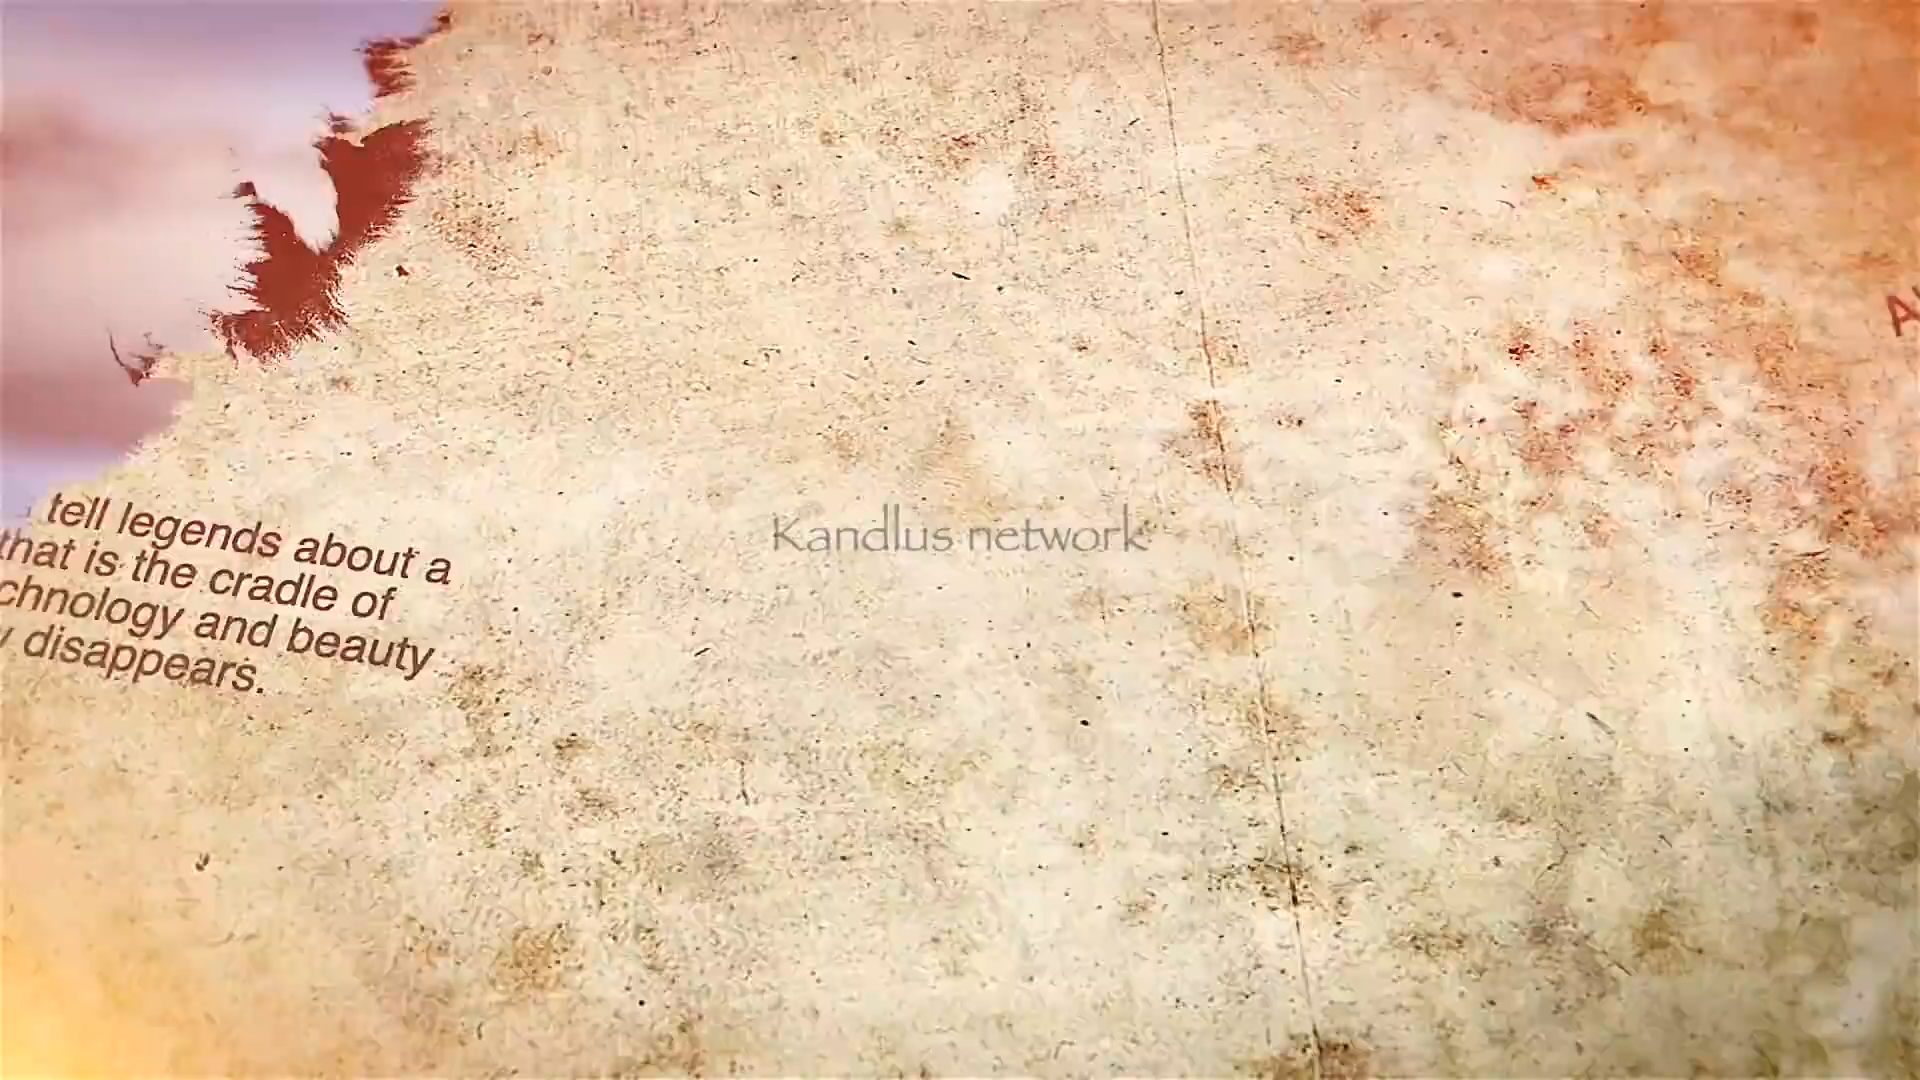 tell legends about a
that is the cradle of
chnology and beauty
disappears.
Kandlus network